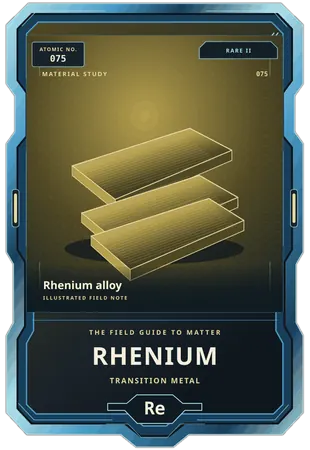 ATOMIC NO.
075
RARE II
MATERIAL STUDY
075
Rhenium alloy
ILLUSTRATED FIELD NOTE
THE FIELD GUIDE TO MATTER
RHENIUM
TRANSITION METAL
Re